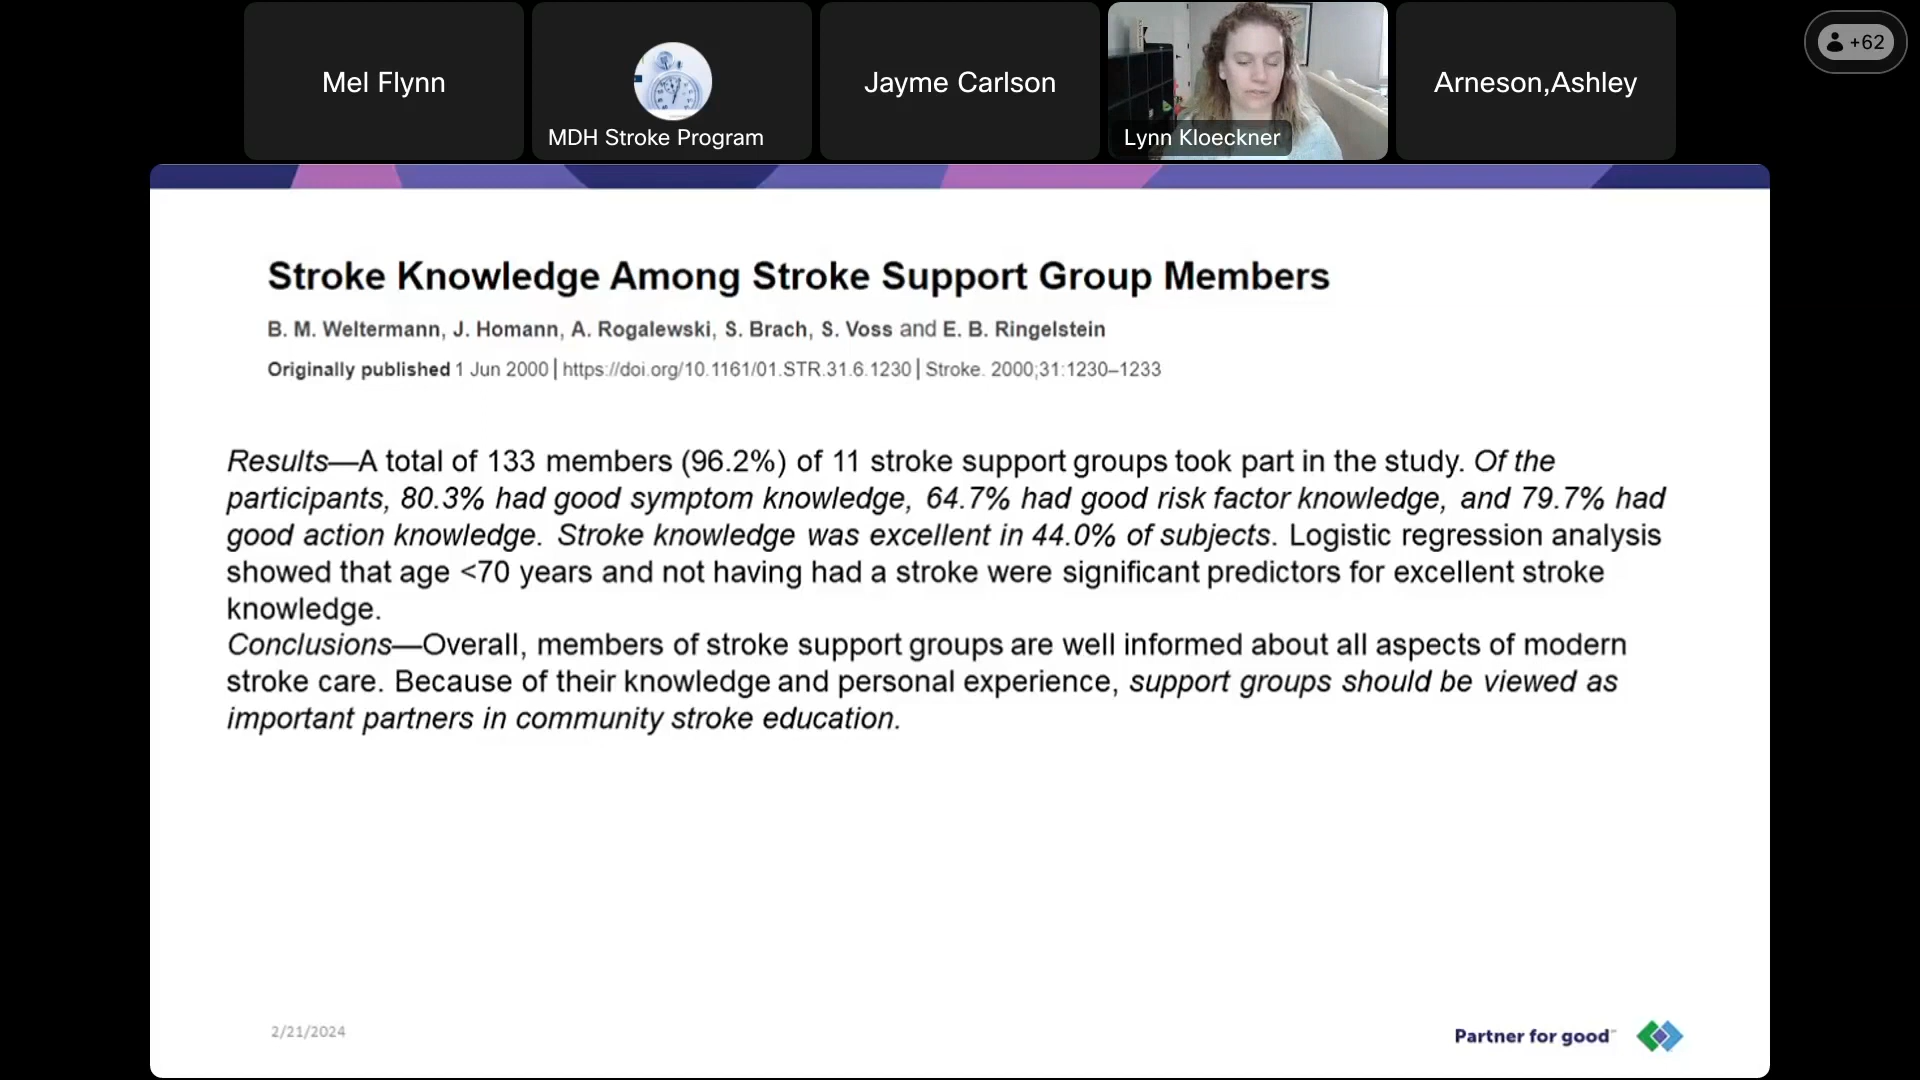 Mel Flynn
MDH Stroke Program
Jayme Carlson
Lynn Kloeckner
Arneson,Ashley
+62
Stroke Knowledge Among Stroke Support Group Members
B. M. Weltermann, J. Homann, A. Rogalewski, S. Brach, S. Voss and E. B. Ringelstein
Originally published 1 Jun 2000 | https://doi.org/10.1161/01.STR.31.6.1230 | Stroke. 2000;31:1230–1233
Results—A total of 133 members (96.2%) of 11 stroke support groups took part in the study. Of the
participants, 80.3% had good symptom knowledge, 64.7% had good risk factor knowledge, and 79.7% had
good action knowledge. Stroke knowledge was excellent in 44.0% of subjects. Logistic regression analysis
showed that age <70 years and not having had a stroke were significant predictors for excellent stroke
knowledge.
Conclusions—Overall, members of stroke support groups are well informed about all aspects of modern
stroke care. Because of their knowledge and personal experience, support groups should be viewed as
important partners in community stroke education.
2/21/2024
Partner for good™